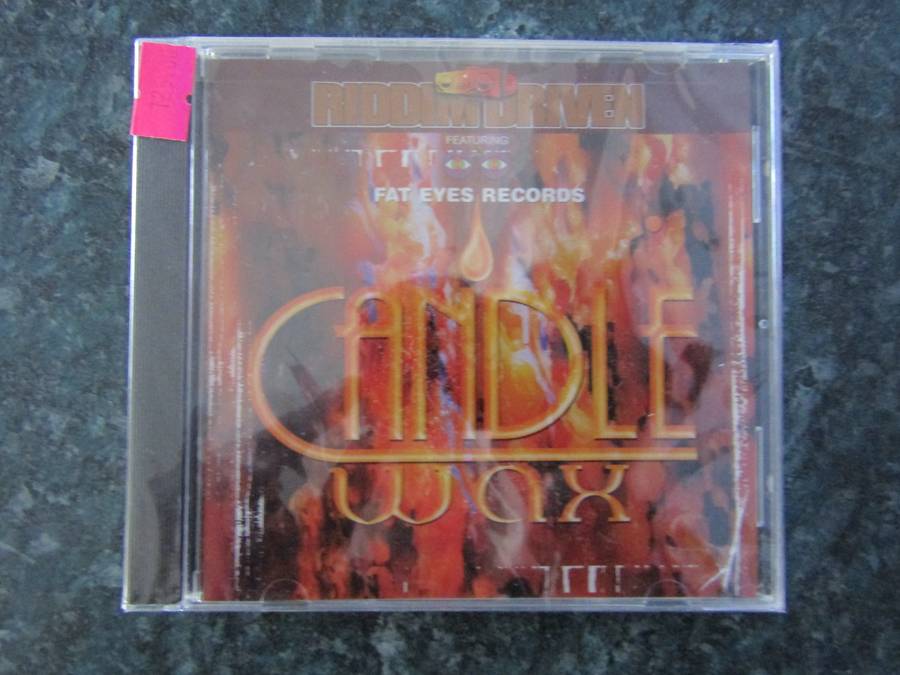 RIDDIM DRIVEN
FEATURING
FAT EYES RECORDS
CANDLE
wax